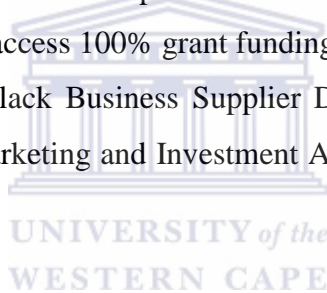 access 100% grant funding
lack Business Supplier D
rketing and Investment A
UNIVERSITY of the
WESTERN CAPE